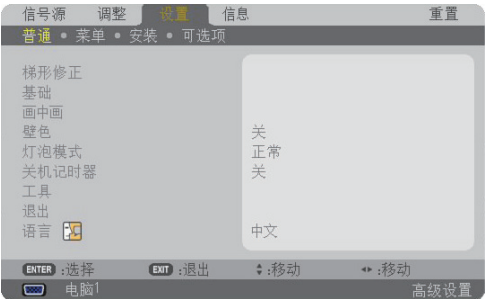 信号源 调整 设置 信息 重置
普通 • 菜单 • 安装 • 可选项
梯形修正
基础
画中画
壁色 关
灯泡模式 正常
关机记时器 关
工具
退出
语言 中文
ENTER :选择 EXIT :退出 :移动 :移动
电脑1 高级设置